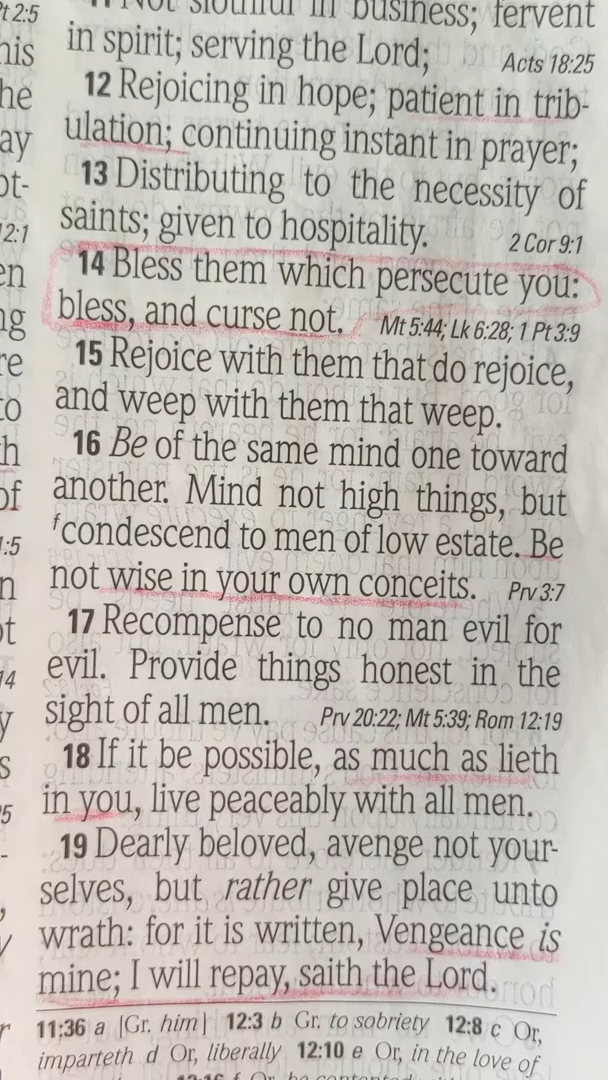 11 Not slothful in business; fervent
in spirit; serving the Lord; Acts 18:25
12 Rejoicing in hope; patient in trib-
ulation; continuing instant in prayer;
13 Distributing to the necessity of
saints; given to hospitality. 2 Cor 9:1
14 Bless them which persecute you:
bless, and curse not. Mt 5:44; Lk 6:28; 1 Pt 3:9
15 Rejoice with them that do rejoice,
and weep with them that weep.
16 Be of the same mind one toward
another. Mind not high things, but
f condescend to men of low estate. Be
not wise in your own conceits. Prv 3:7
17 Recompense to no man evil for
evil. Provide things honest in the
sight of all men. Prv 20:22; Mt 5:39; Rom 12:19
18 If it be possible, as much as lieth
in you, live peaceably with all men.
19 Dearly beloved, avenge not your-
selves, but rather give place unto
wrath: for it is written, Vengeance is
mine; I will repay, saith the Lord.
11:36 a [Gr. him] 12:3 b Gr. to sobriety 12:8 c Or,
imparteth d Or, liberally 12:10 e Or, in the love of